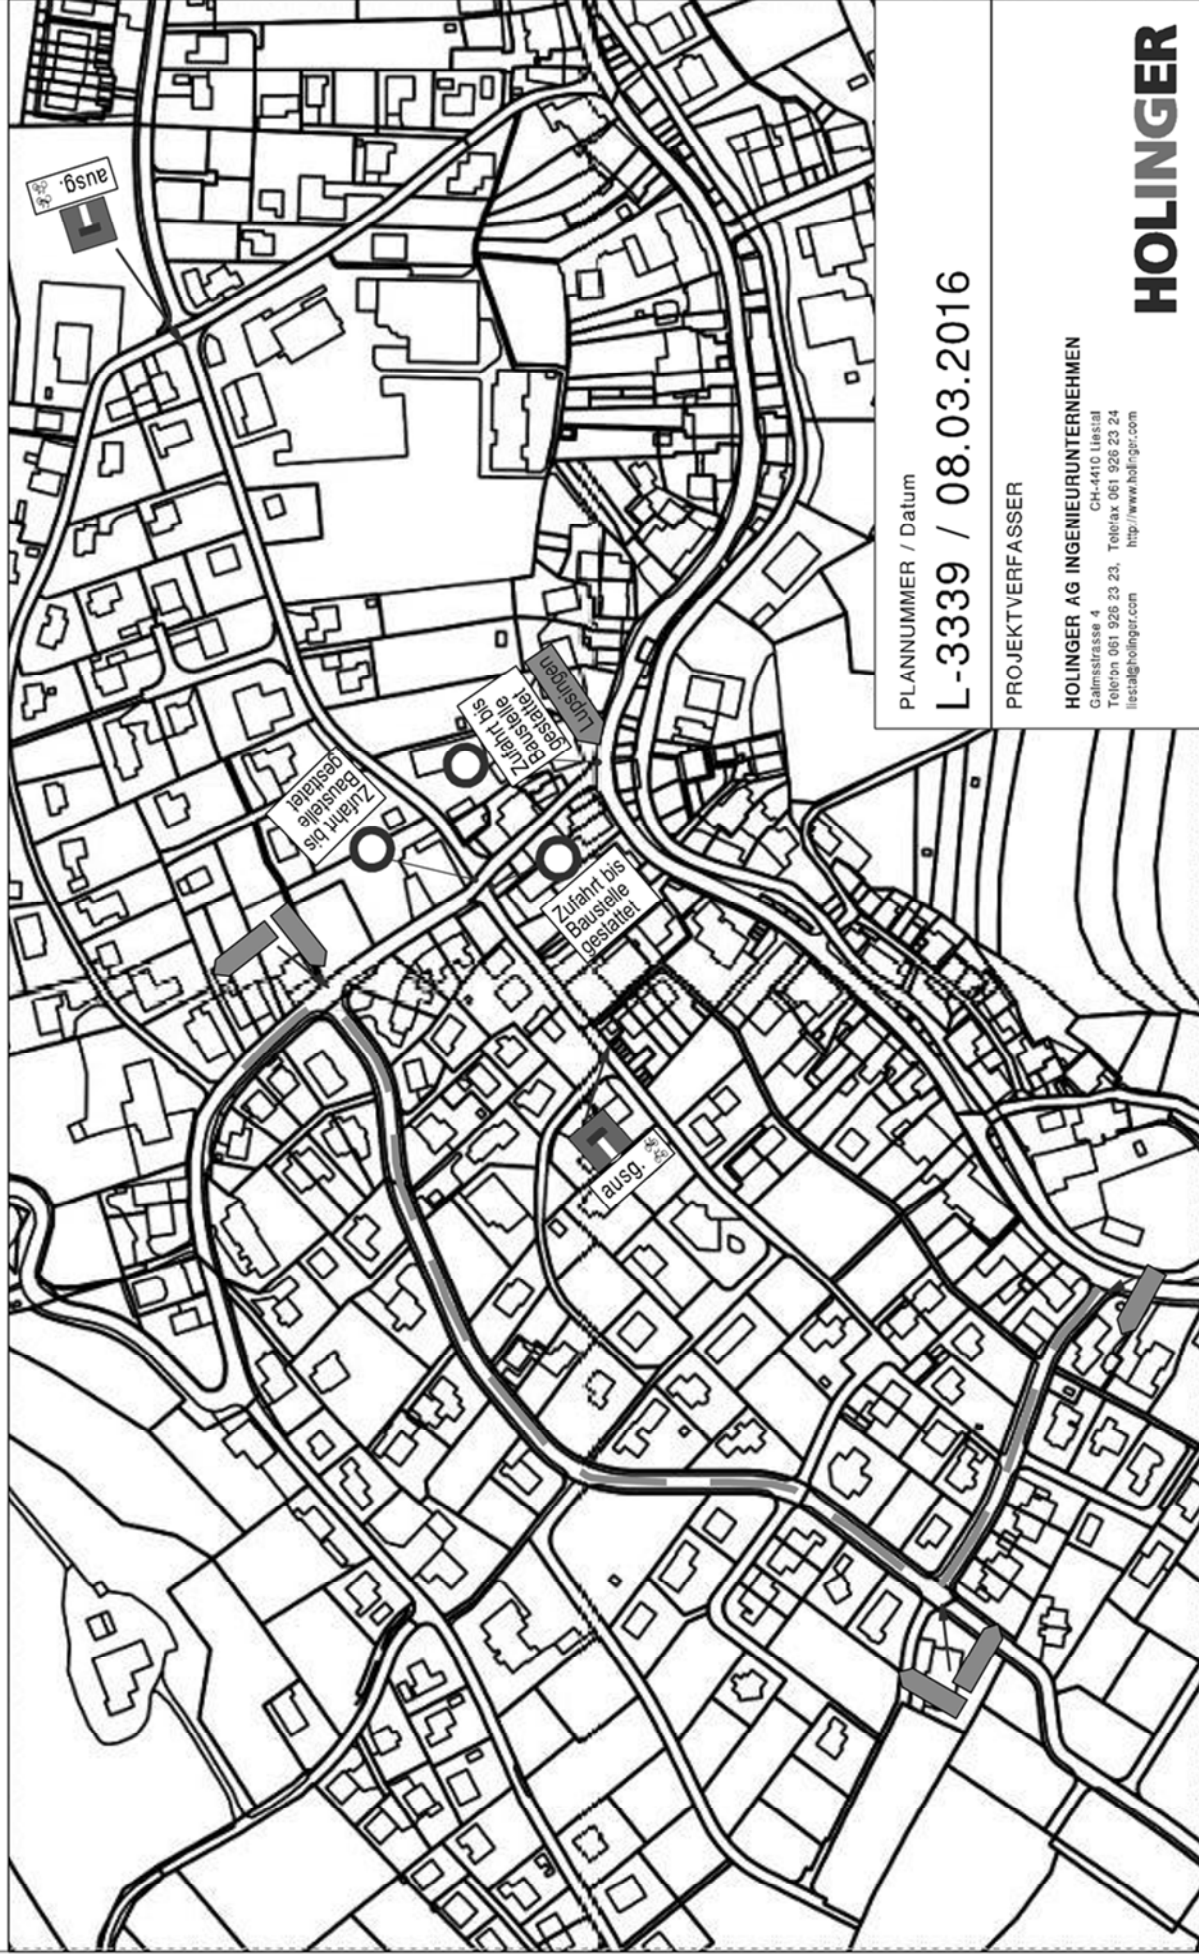 ausg.
Zufahrt bis
Baustelle
gesttatet
Zufahrt bis
Baustelle
gestattet
Lupsingen
Zufahrt bis
Baustelle
gestattet
ausg.
PLANNUMMER / Datum
L-3339 / 08.03.2016
PROJEKTVERFASSER
HOLINGER AG INGENIEURUNTERNEHMEN
Galmsstrasse 4 CH-4410 Liestal
Telefon 061 926 23 23, Telefax 061 926 23 24
liestal@holinger.com http://www.holinger.com
HOLINGER